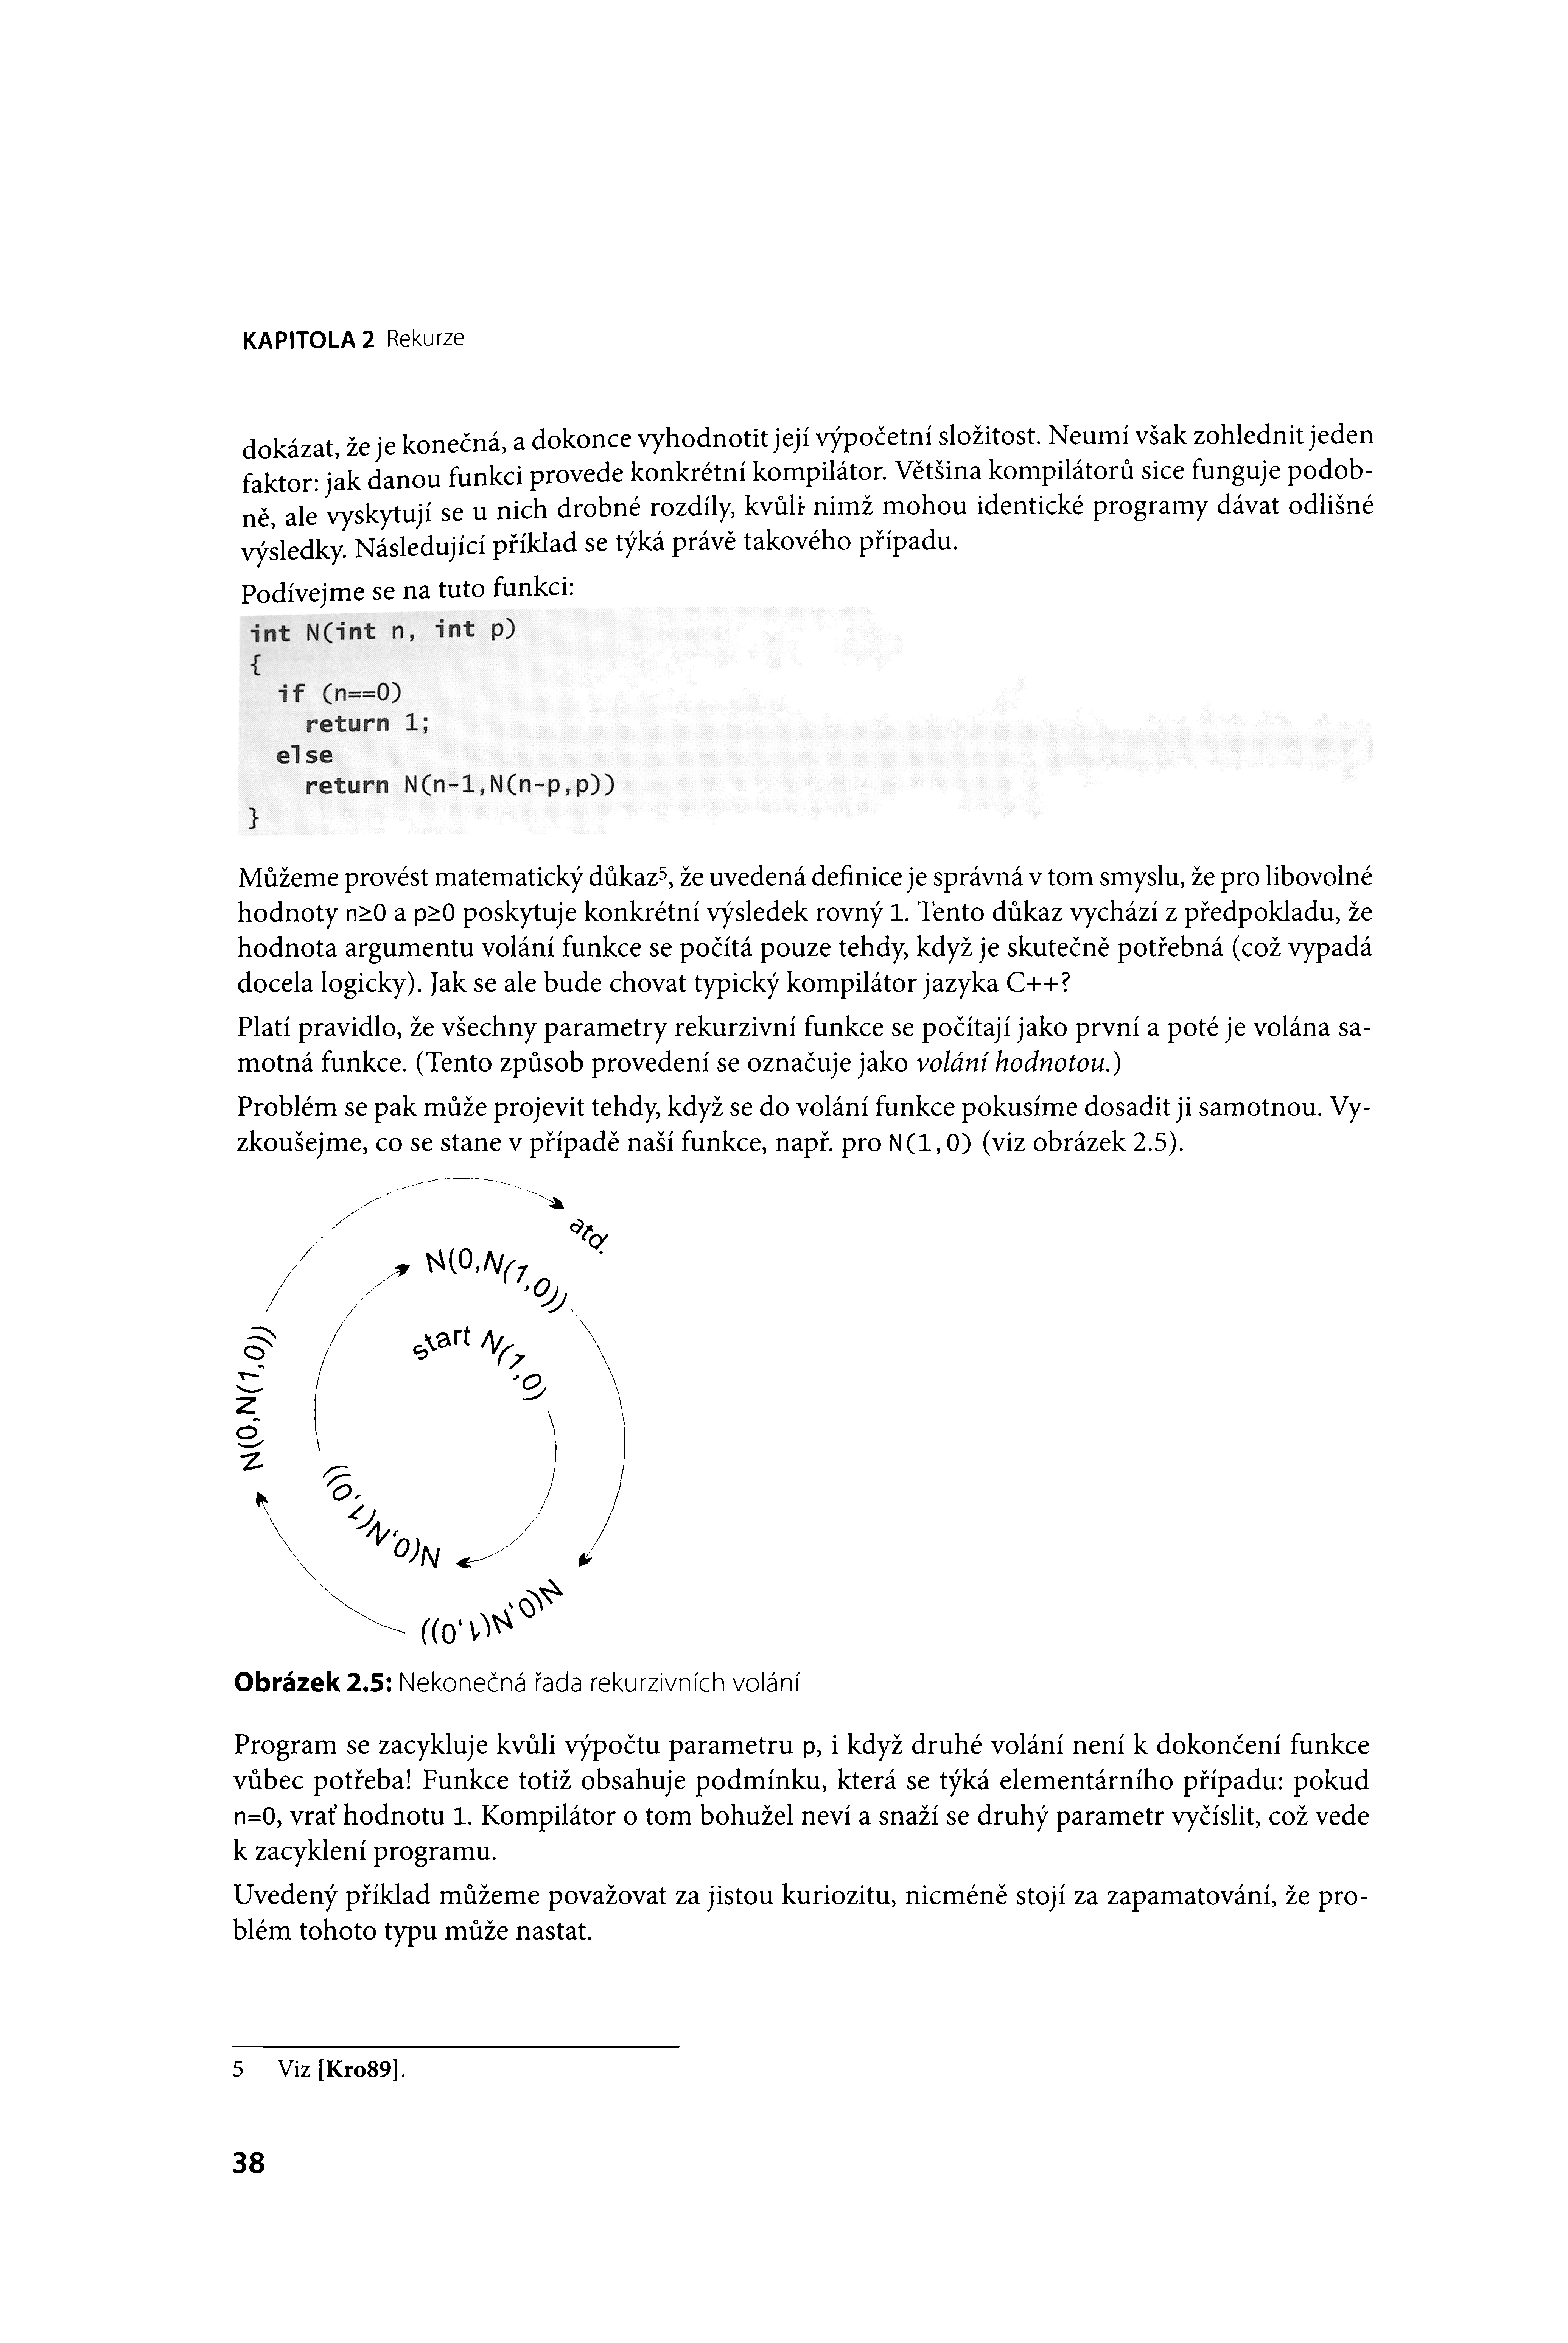 KAPITOLA 2 Rekurze
dokázat, že je konečná, a dokonce vyhodnotit její výpočetní složitost. Neumí však zohlednit jeden
faktor: jak danou funkci provede konkrétní kompilátor. Většina kompilátorů sice funguje podob-
ně, ale vyskytují se u nich drobné rozdíly, kvůli nimž mohou identické programy dávat odlišné
výsledky. Následující příklad se týká právě takového případu.
Podívejme se na tuto funkci:
int N(int n, int p)
{
if (n==0)
return 1;
else
return N(n-1,N(n-p,p))
}
Můžeme provést matematický důkaz⁵, že uvedená definice je správná v tom smyslu, že pro libovolné
hodnoty n≥0 a p≥0 poskytuje konkrétní výsledek rovný 1. Tento důkaz vychází z předpokladu, že
hodnota argumentu volání funkce se počítá pouze tehdy, když je skutečně potřebná (což vypadá
docela logicky). Jak se ale bude chovat typický kompilátor jazyka C++?
Platí pravidlo, že všechny parametry rekurzivní funkce se počítají jako první a poté je volána sa-
motná funkce. (Tento způsob provedení se označuje jako volání hodnotou.)
Problém se pak může projevit tehdy, když se do volání funkce pokusíme dosadit ji samotnou. Vy-
zkoušejme, co se stane v případě naší funkce, např. pro N(1,0) (viz obrázek 2.5).
start N(1,0)
N(0,N(1,0))
N(0,N(1,0))
N(0,N(1,0))
N(0,N(1,0))
atd.
Obrázek 2.5: Nekonečná řada rekurzivních volání
Program se zacykluje kvůli výpočtu parametru p, i když druhé volání není k dokončení funkce
vůbec potřeba! Funkce totiž obsahuje podmínku, která se týká elementárního případu: pokud
n=0, vrať hodnotu 1. Kompilátor o tom bohužel neví a snaží se druhý parametr vyčíslit, což vede
k zacyklení programu.
Uvedený příklad můžeme považovat za jistou kuriozitu, nicméně stojí za zapamatování, že pro-
blém tohoto typu může nastat.
5 Viz [Kro89].
38